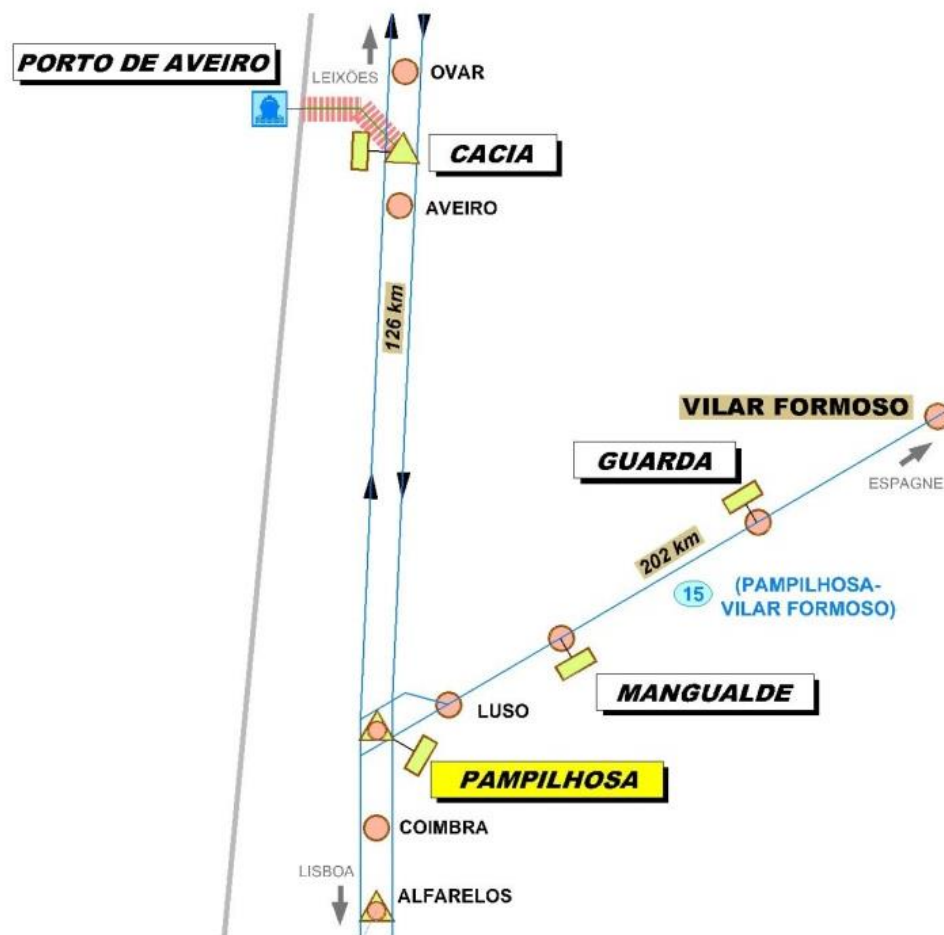 PORTO DE AVEIRO
LEIXÕES
OVAR
CACIA
AVEIRO
126 km
VILAR FORMOSO
GUARDA
ESPAGNE
202 km
15
(PAMPILHOSA-
VILAR FORMOSO)
MANGUALDE
LUSO
PAMPILHOSA
COIMBRA
LISBOA
ALFARELOS